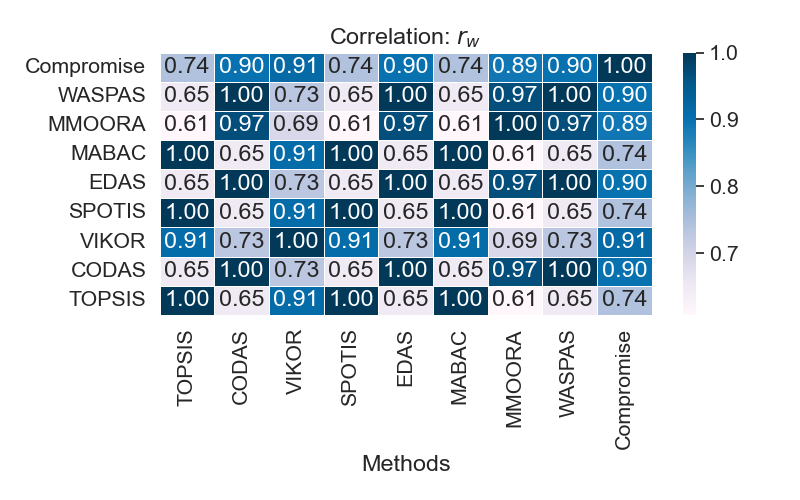 Correlation: r_w
Compromise 0.74 0.90 0.91 0.74 0.90 0.74 0.89 0.90 1.00
WASPAS 0.65 1.00 0.73 0.65 1.00 0.65 0.97 1.00 0.90
MMOORA 0.61 0.97 0.69 0.61 0.97 0.61 1.00 0.97 0.89
MABAC 1.00 0.65 0.91 1.00 0.65 1.00 0.61 0.65 0.74
EDAS 0.65 1.00 0.73 0.65 1.00 0.65 0.97 1.00 0.90
SPOTIS 1.00 0.65 0.91 1.00 0.65 1.00 0.61 0.65 0.74
VIKOR 0.91 0.73 1.00 0.91 0.73 0.91 0.69 0.73 0.91
CODAS 0.65 1.00 0.73 0.65 1.00 0.65 0.97 1.00 0.90
TOPSIS 1.00 0.65 0.91 1.00 0.65 1.00 0.61 0.65 0.74
TOPSIS CODAS VIKOR SPOTIS EDAS MABAC MMOORA WASPAS Compromise
Methods
1.0
0.9
0.8
0.7